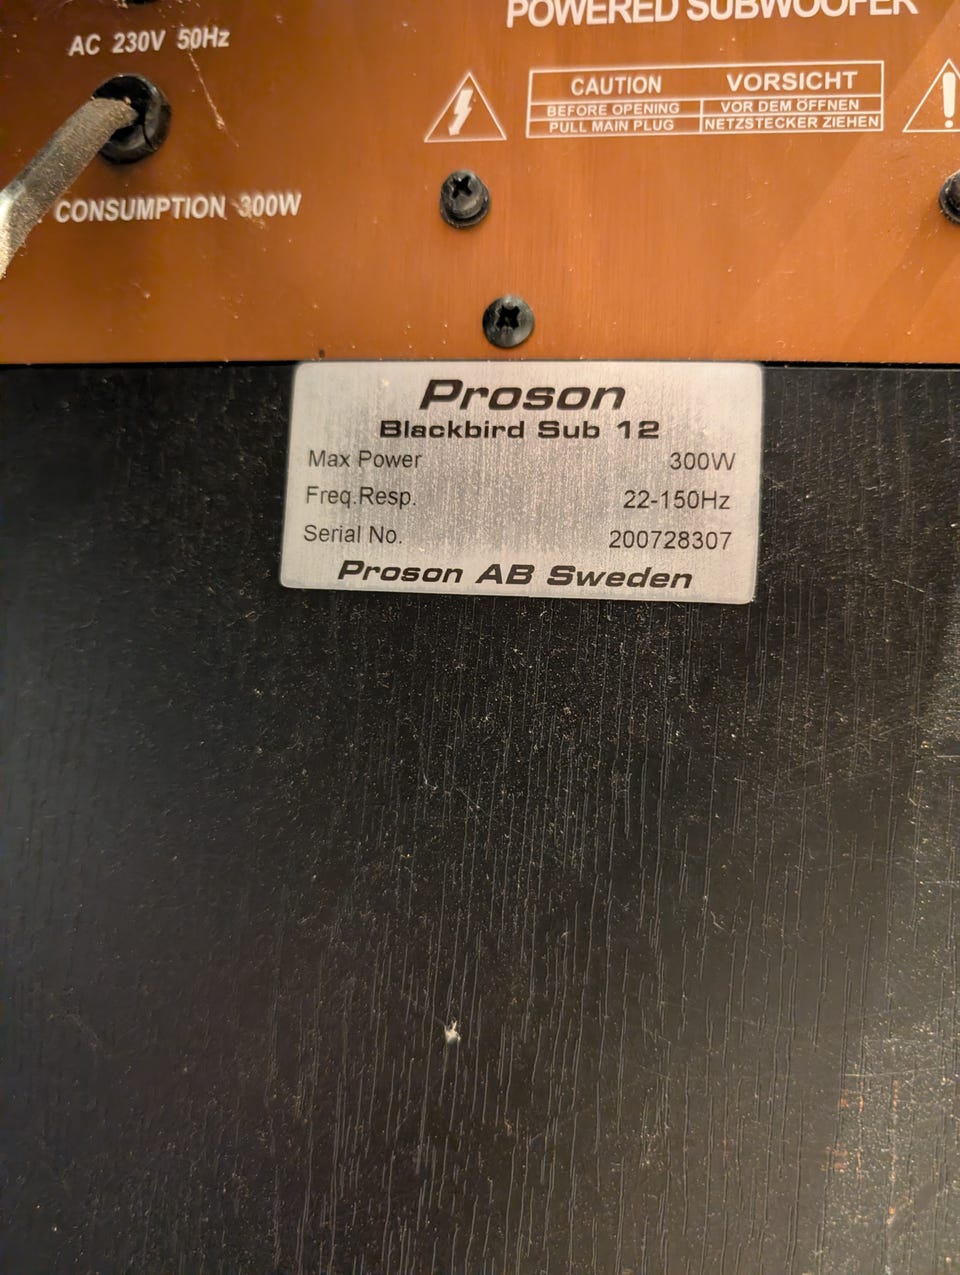 POWERED SUBWOOFER
AC 230V 50Hz
CAUTION VORSICHT
BEFORE OPENING VOR DEM ÖFFNEN
PULL MAIN PLUG NETZSTECKER ZIEHEN
CONSUMPTION 300W
Proson
Blackbird Sub 12
Max Power 300W
Freq.Resp. 22-150Hz
Serial No. 200728307
Proson AB Sweden